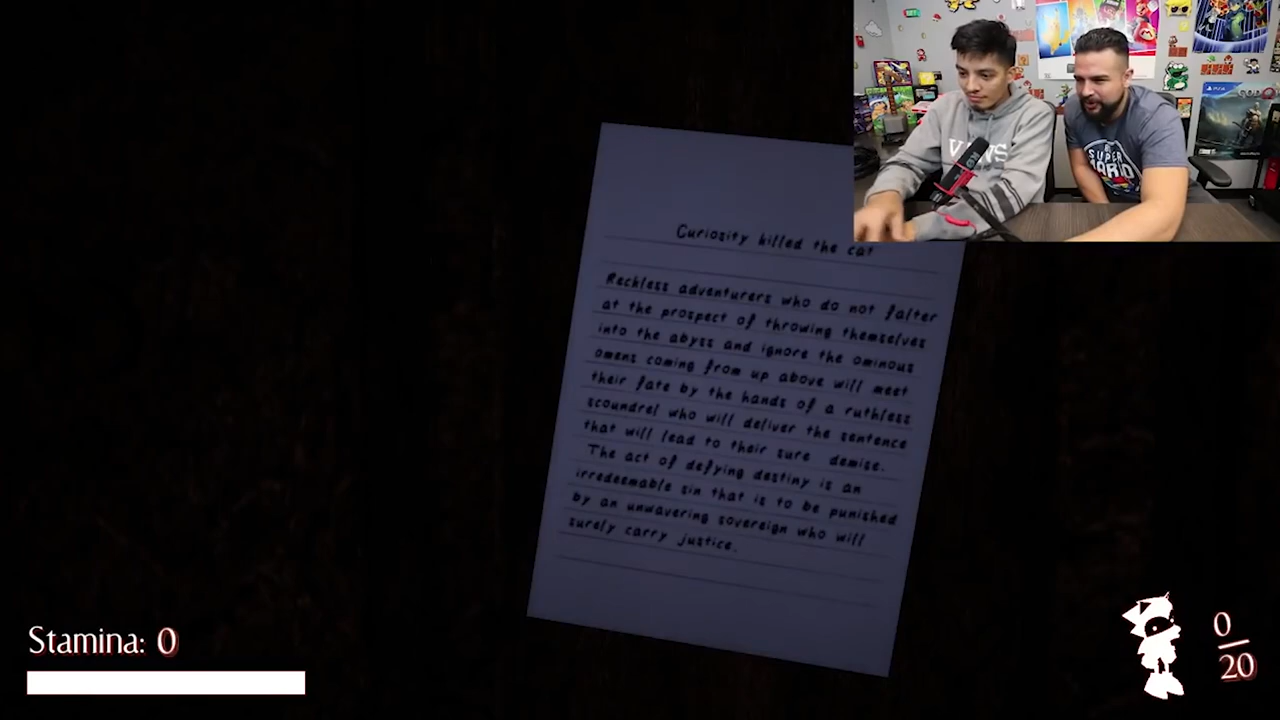 Curiosity killed the cat
Reckless adventurers who do not falter
at the prospect of throwing themselves
into the abyss and ignore the ominous
omens coming from up above will meet
their fate by the hands of a ruthless
scoundrel who will deliver the sentence
that will lead to their sure demise.
The act of defying destiny is an
irredeemable sin that is to be punished
by an unwavering sovereign who will
surely carry justice.
VANS
SUPER
MARIO
Stamina: 0
0
20